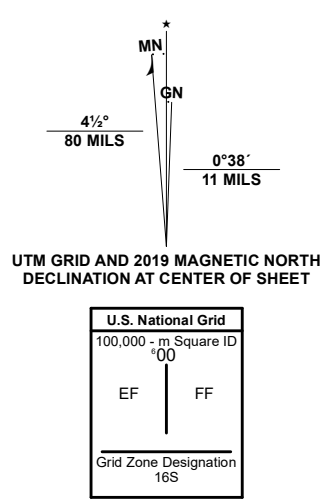 ★
MN
GN
4½°
80 MILS
0°38´
11 MILS
UTM GRID AND 2019 MAGNETIC NORTH
DECLINATION AT CENTER OF SHEET
U.S. National Grid
100,000 - m Square ID
⁶00
EF FF
Grid Zone Designation
16S